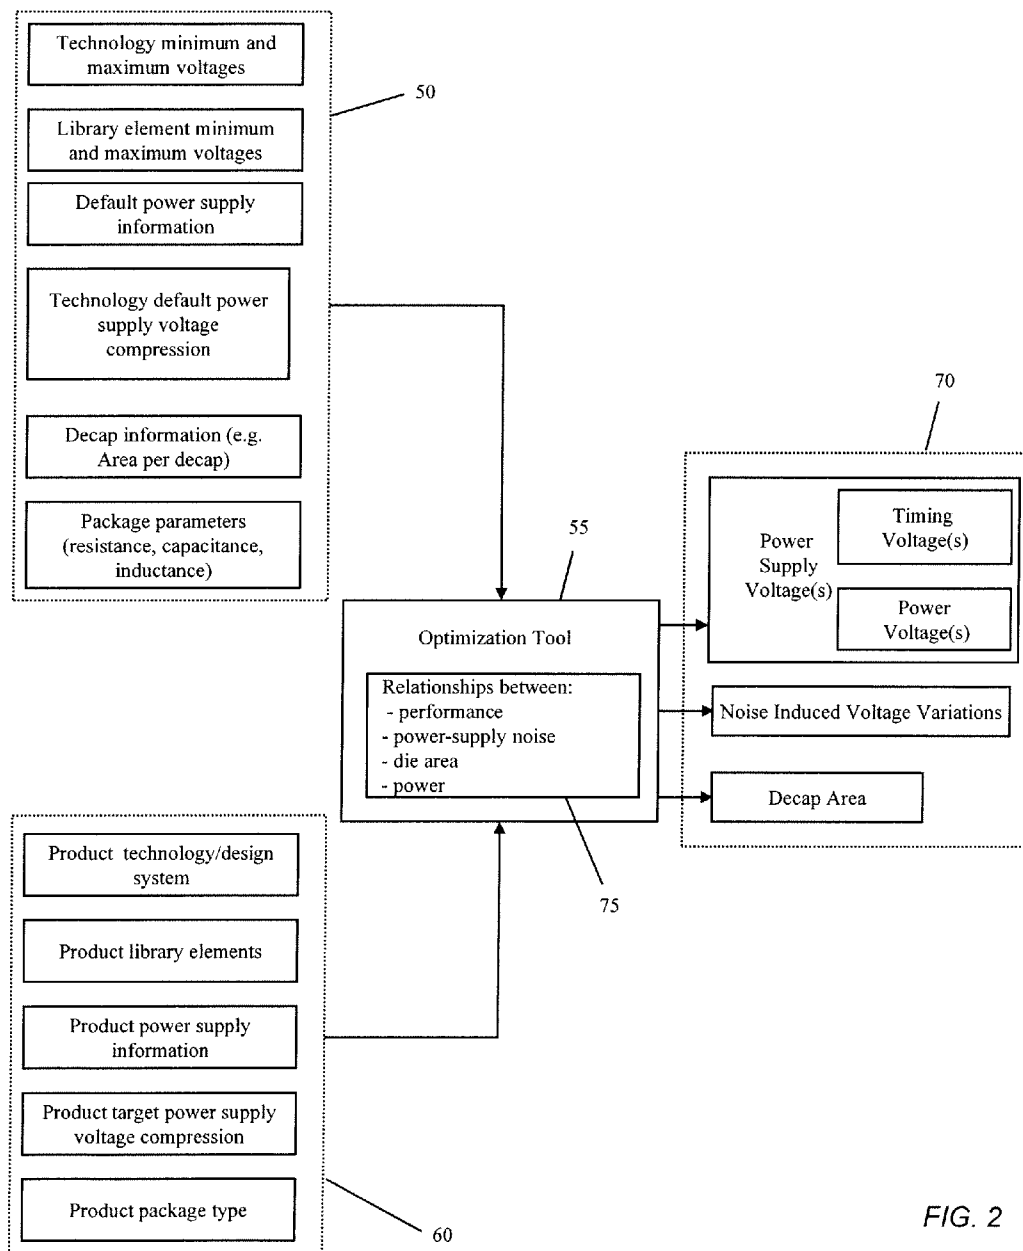 Technology minimum and
maximum voltages
50
Library element minimum
and maximum voltages
Default power supply
information
Technology default power
supply voltage
compression
Decap information (e.g.
Area per decap)
Package parameters
(resistance, capacitance,
inductance)
55
Optimization Tool
Relationships between:
- performance
- power-supply noise
- die area
- power
75
70
Power
Supply
Voltage(s)
Timing
Voltage(s)
Power
Voltage(s)
Noise Induced Voltage Variations
Decap Area
Product technology/design
system
Product library elements
Product power supply
information
Product target power supply
voltage compression
Product package type
60
FIG. 2